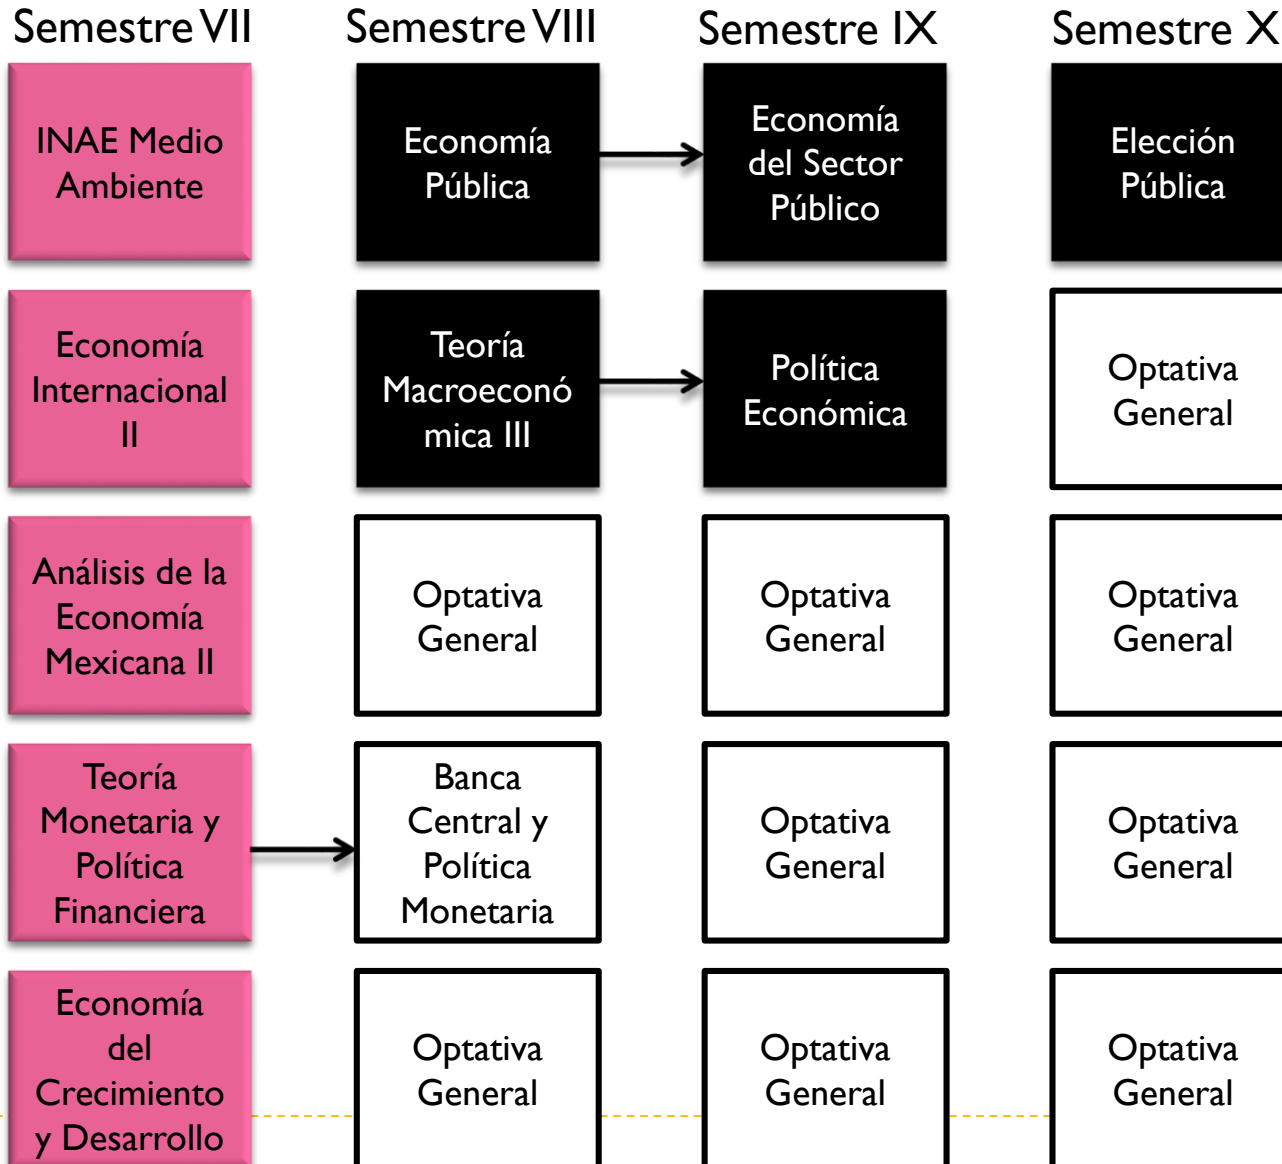 Semestre VII
Semestre VIII
Semestre IX
Semestre X
INAE Medio
Ambiente
Economía
Pública
Economía
del Sector
Público
Elección
Pública
Economía
Internacional
II
Teoría
Macroeconó
mica III
Política
Económica
Optativa
General
Análisis de la
Economía
Mexicana II
Optativa
General
Optativa
General
Optativa
General
Teoría
Monetaria y
Política
Financiera
Banca
Central y
Política
Monetaria
Optativa
General
Optativa
General
Economía
del
Crecimiento
y Desarrollo
Optativa
General
Optativa
General
Optativa
General